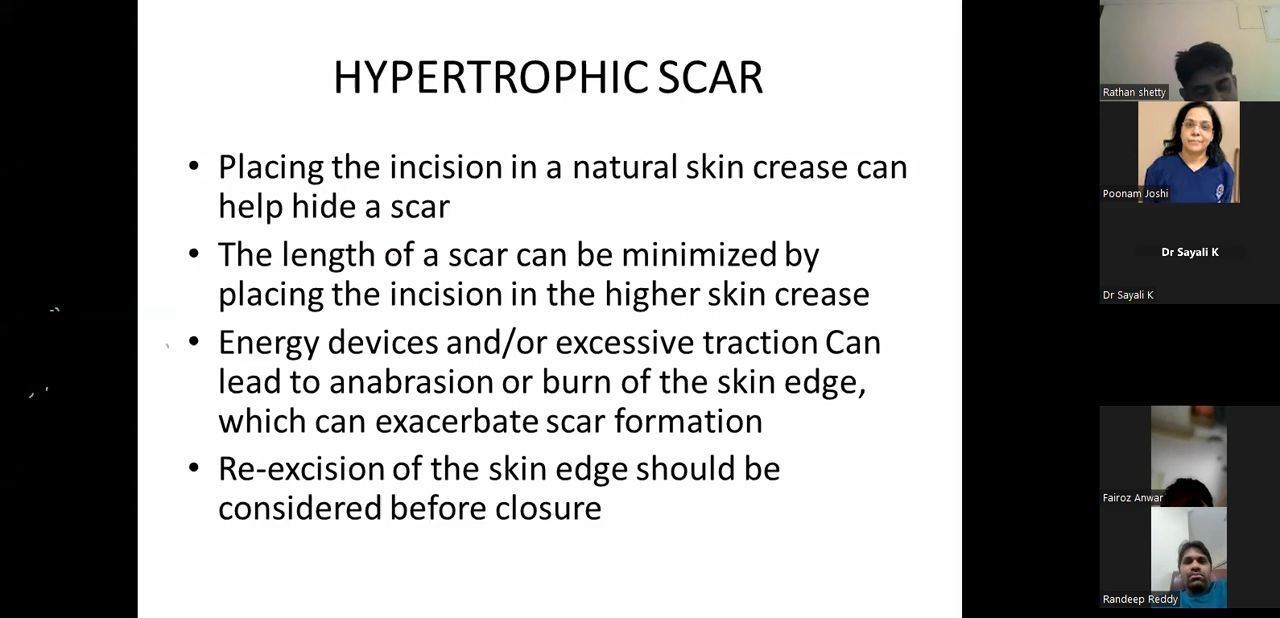 HYPERTROPHIC SCAR
• Placing the incision in a natural skin crease can
help hide a scar
• The length of a scar can be minimized by
placing the incision in the higher skin crease
• Energy devices and/or excessive traction Can
lead to anabrasion or burn of the skin edge,
which can exacerbate scar formation
• Re-excision of the skin edge should be
considered before closure
Rathan shetty
Poonam Joshi
Dr Sayali K
Dr Sayali K
Fairoz Anwar
Randeep Reddy